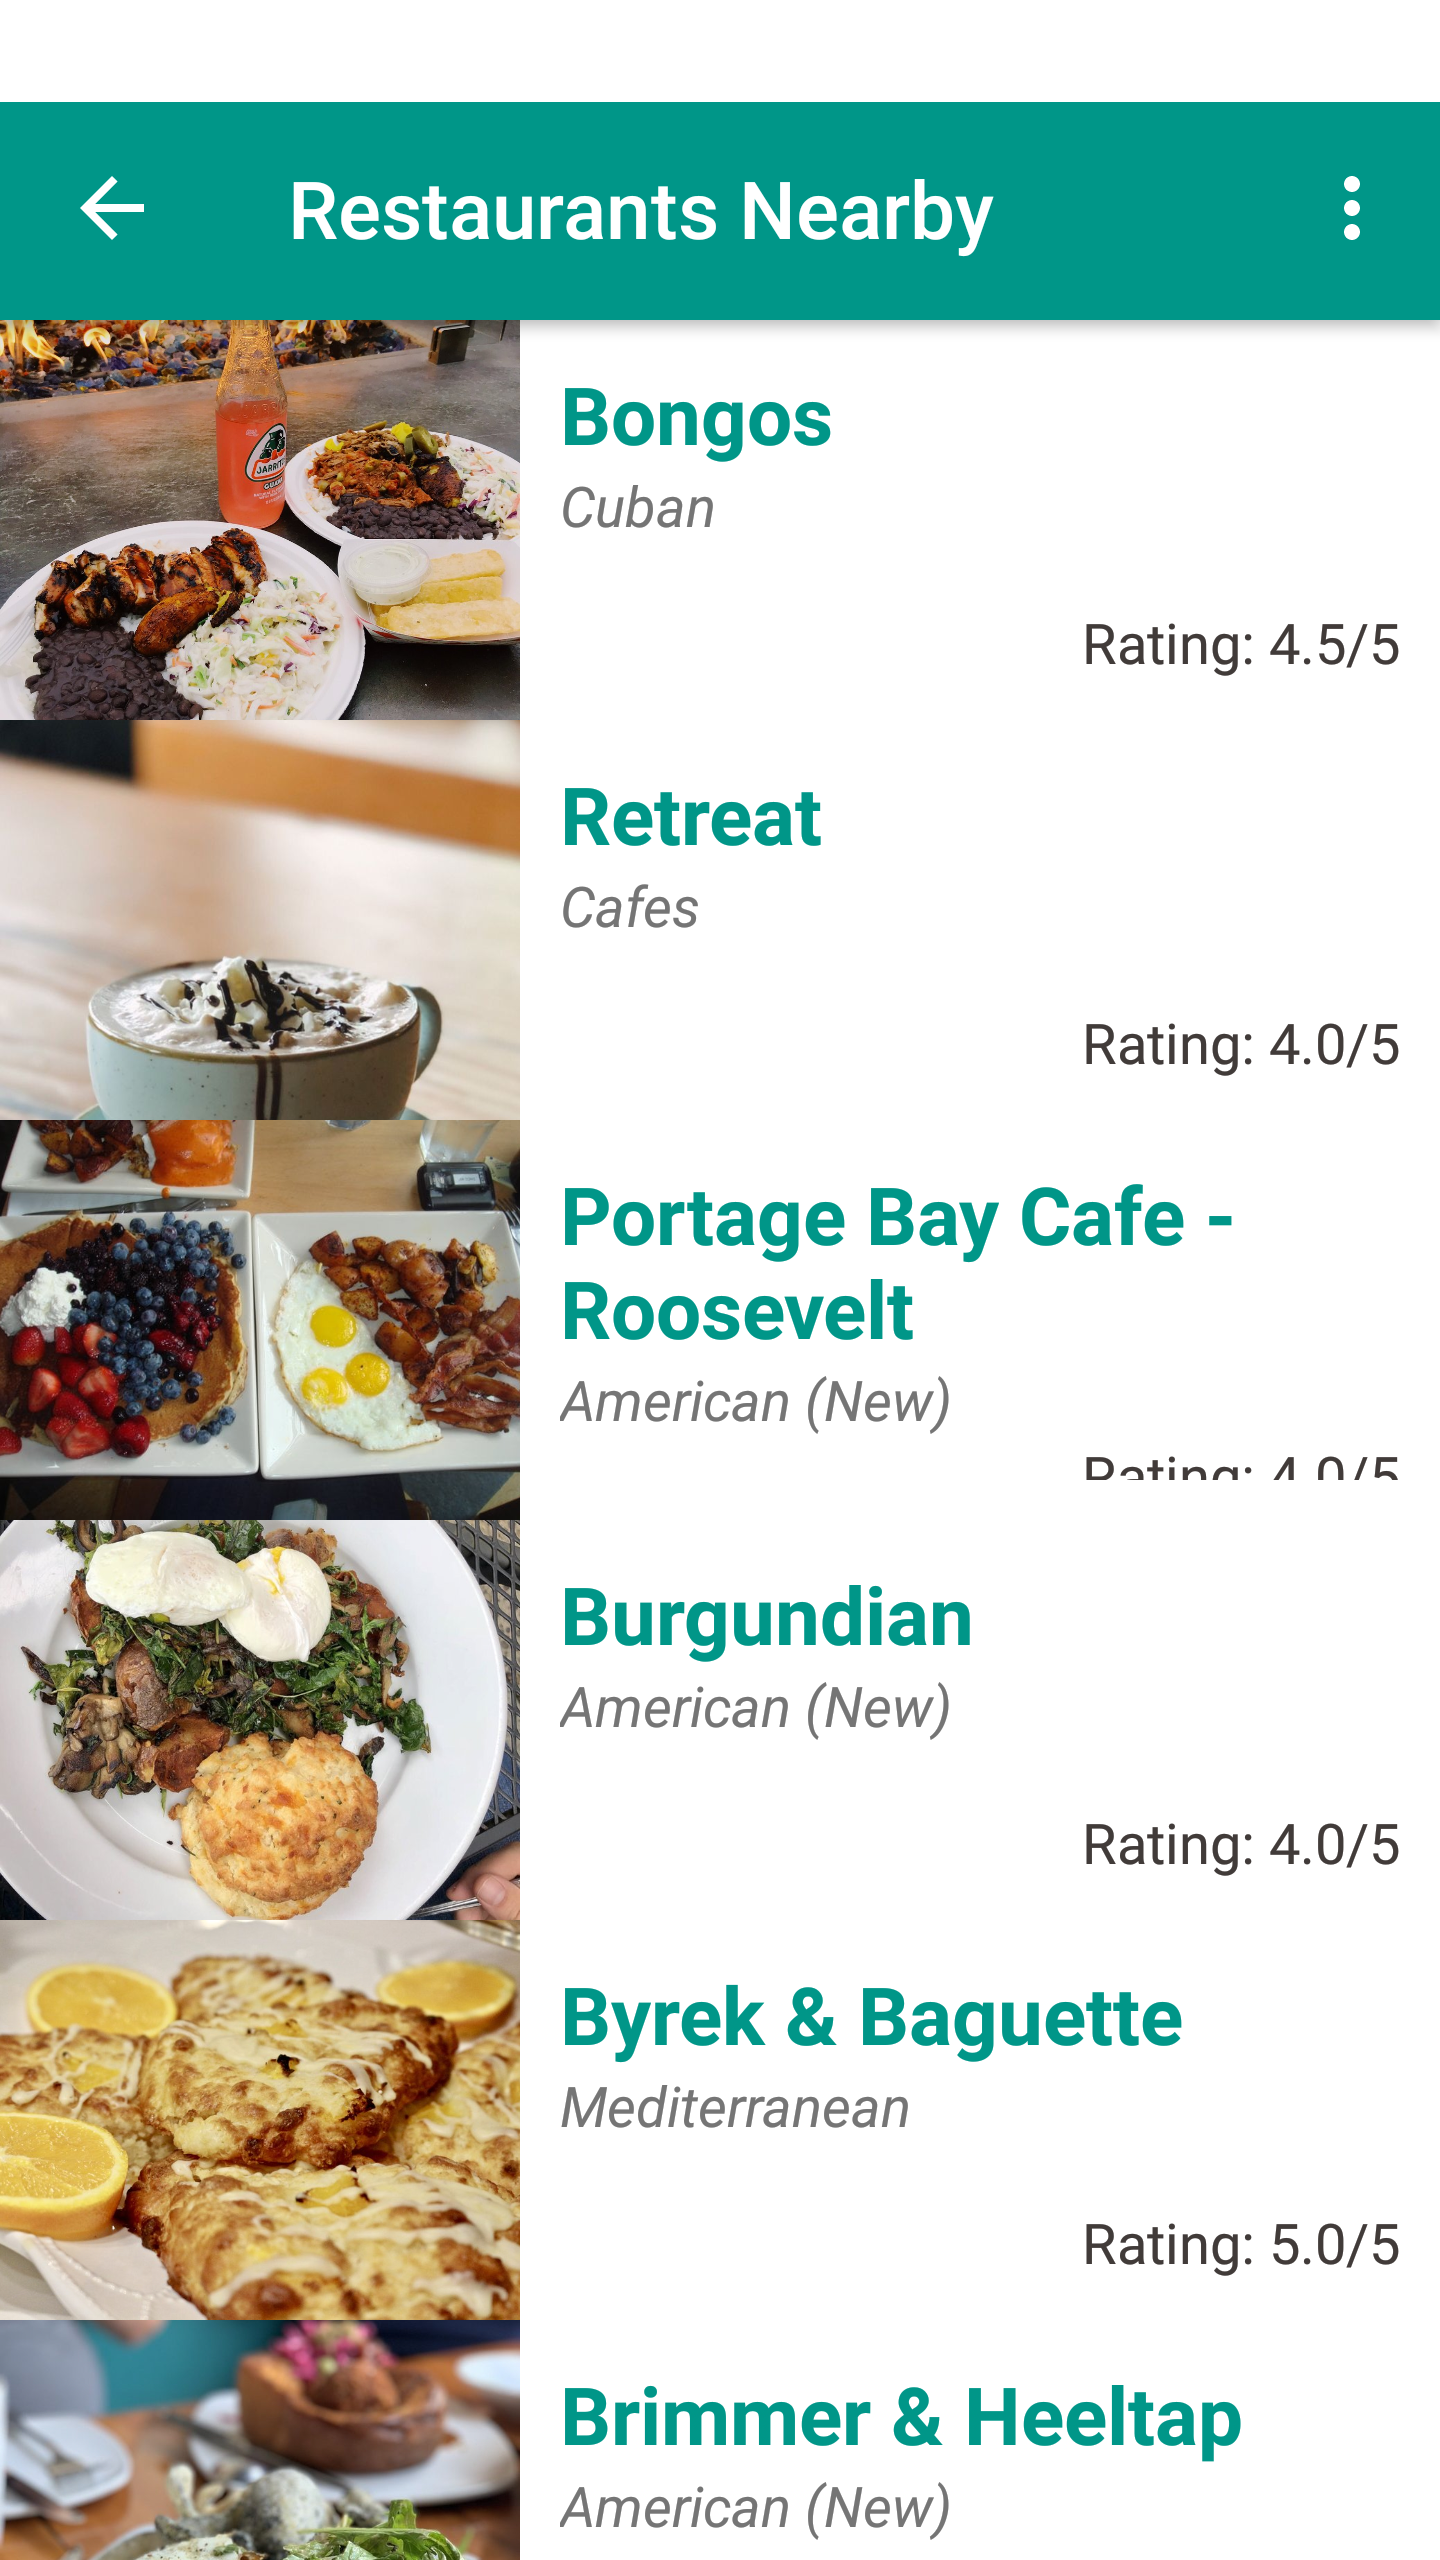 Restaurants Nearby
Bongos
Cuban
Rating: 4.5/5
JARRITOS
Retreat
Cafes
Rating: 4.0/5
Portage Bay Cafe -
Roosevelt
American (New)
Rating: 4.0/5
Burgundian
American (New)
Rating: 4.0/5
Byrek & Baguette
Mediterranean
Rating: 5.0/5
Brimmer & Heeltap
American (New)